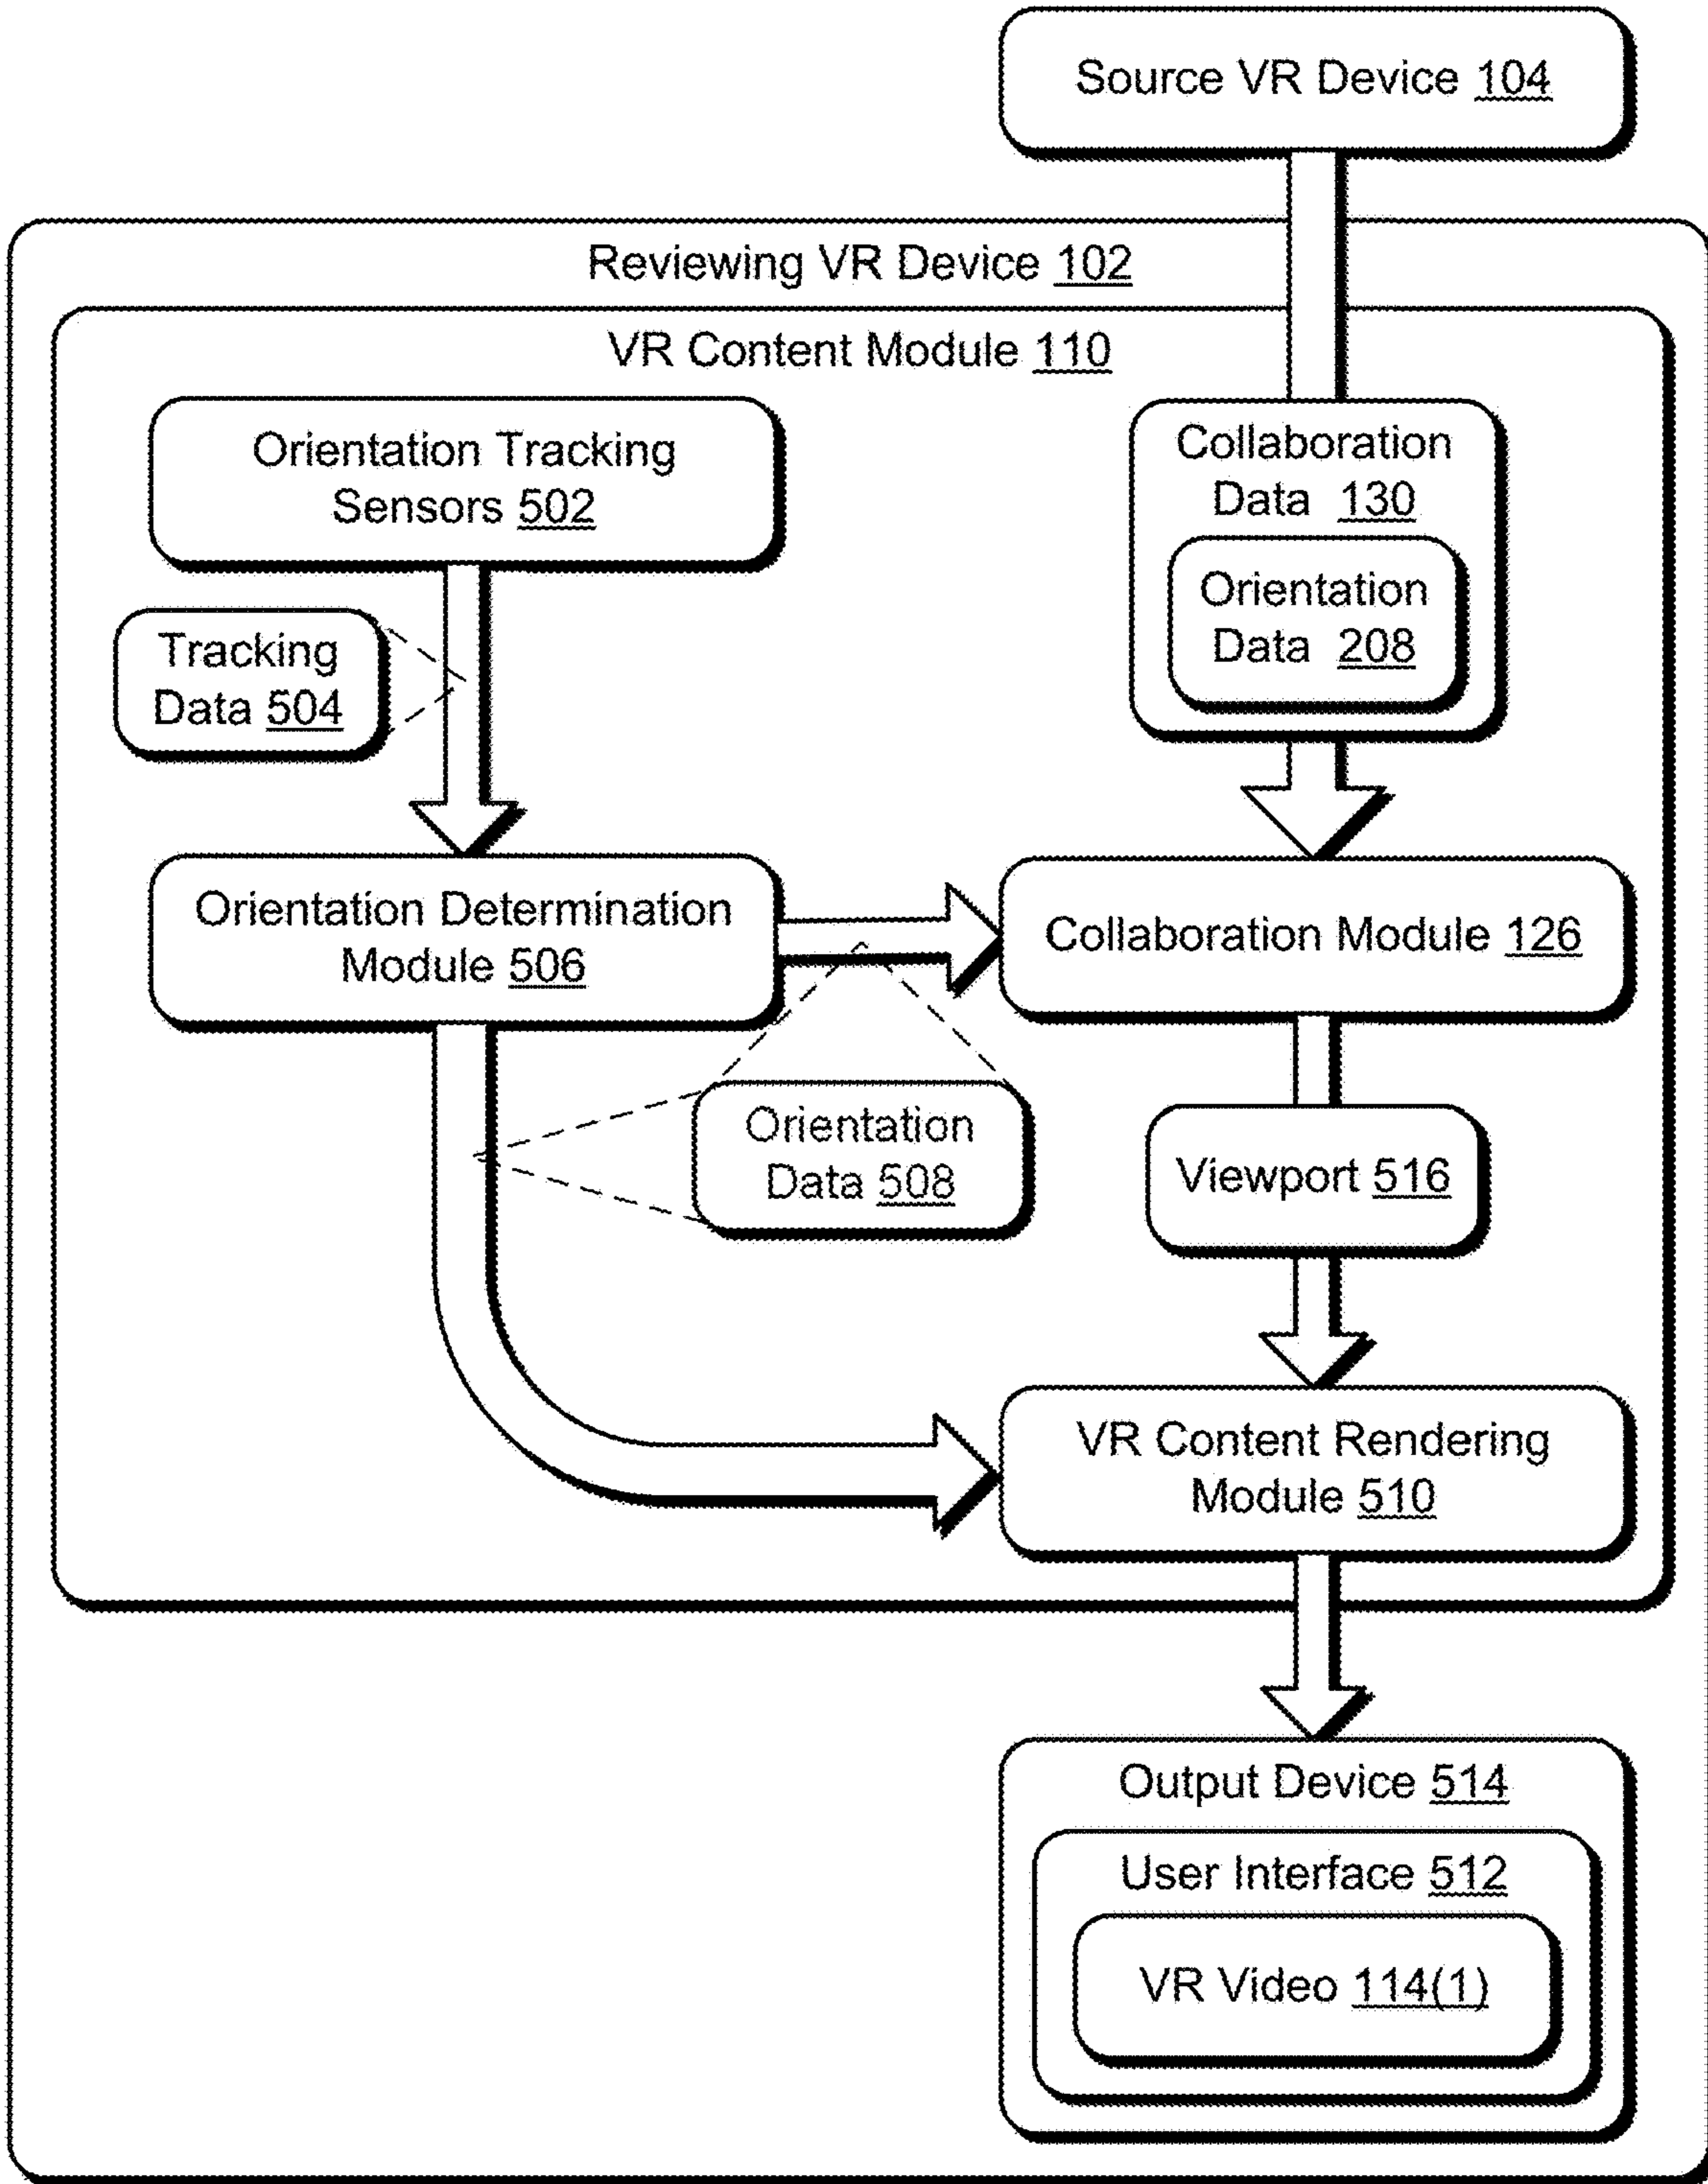 Source VR Device 104
Reviewing VR Device 102
VR Content Module 110
Orientation Tracking
Sensors 502
Collaboration
Data 130
Orientation
Data 208
Tracking
Data 504
Orientation Determination
Module 506
Collaboration Module 126
Orientation
Data 508
Viewport 516
VR Content Rendering
Module 510
Output Device 514
User Interface 512
VR Video 114(1)